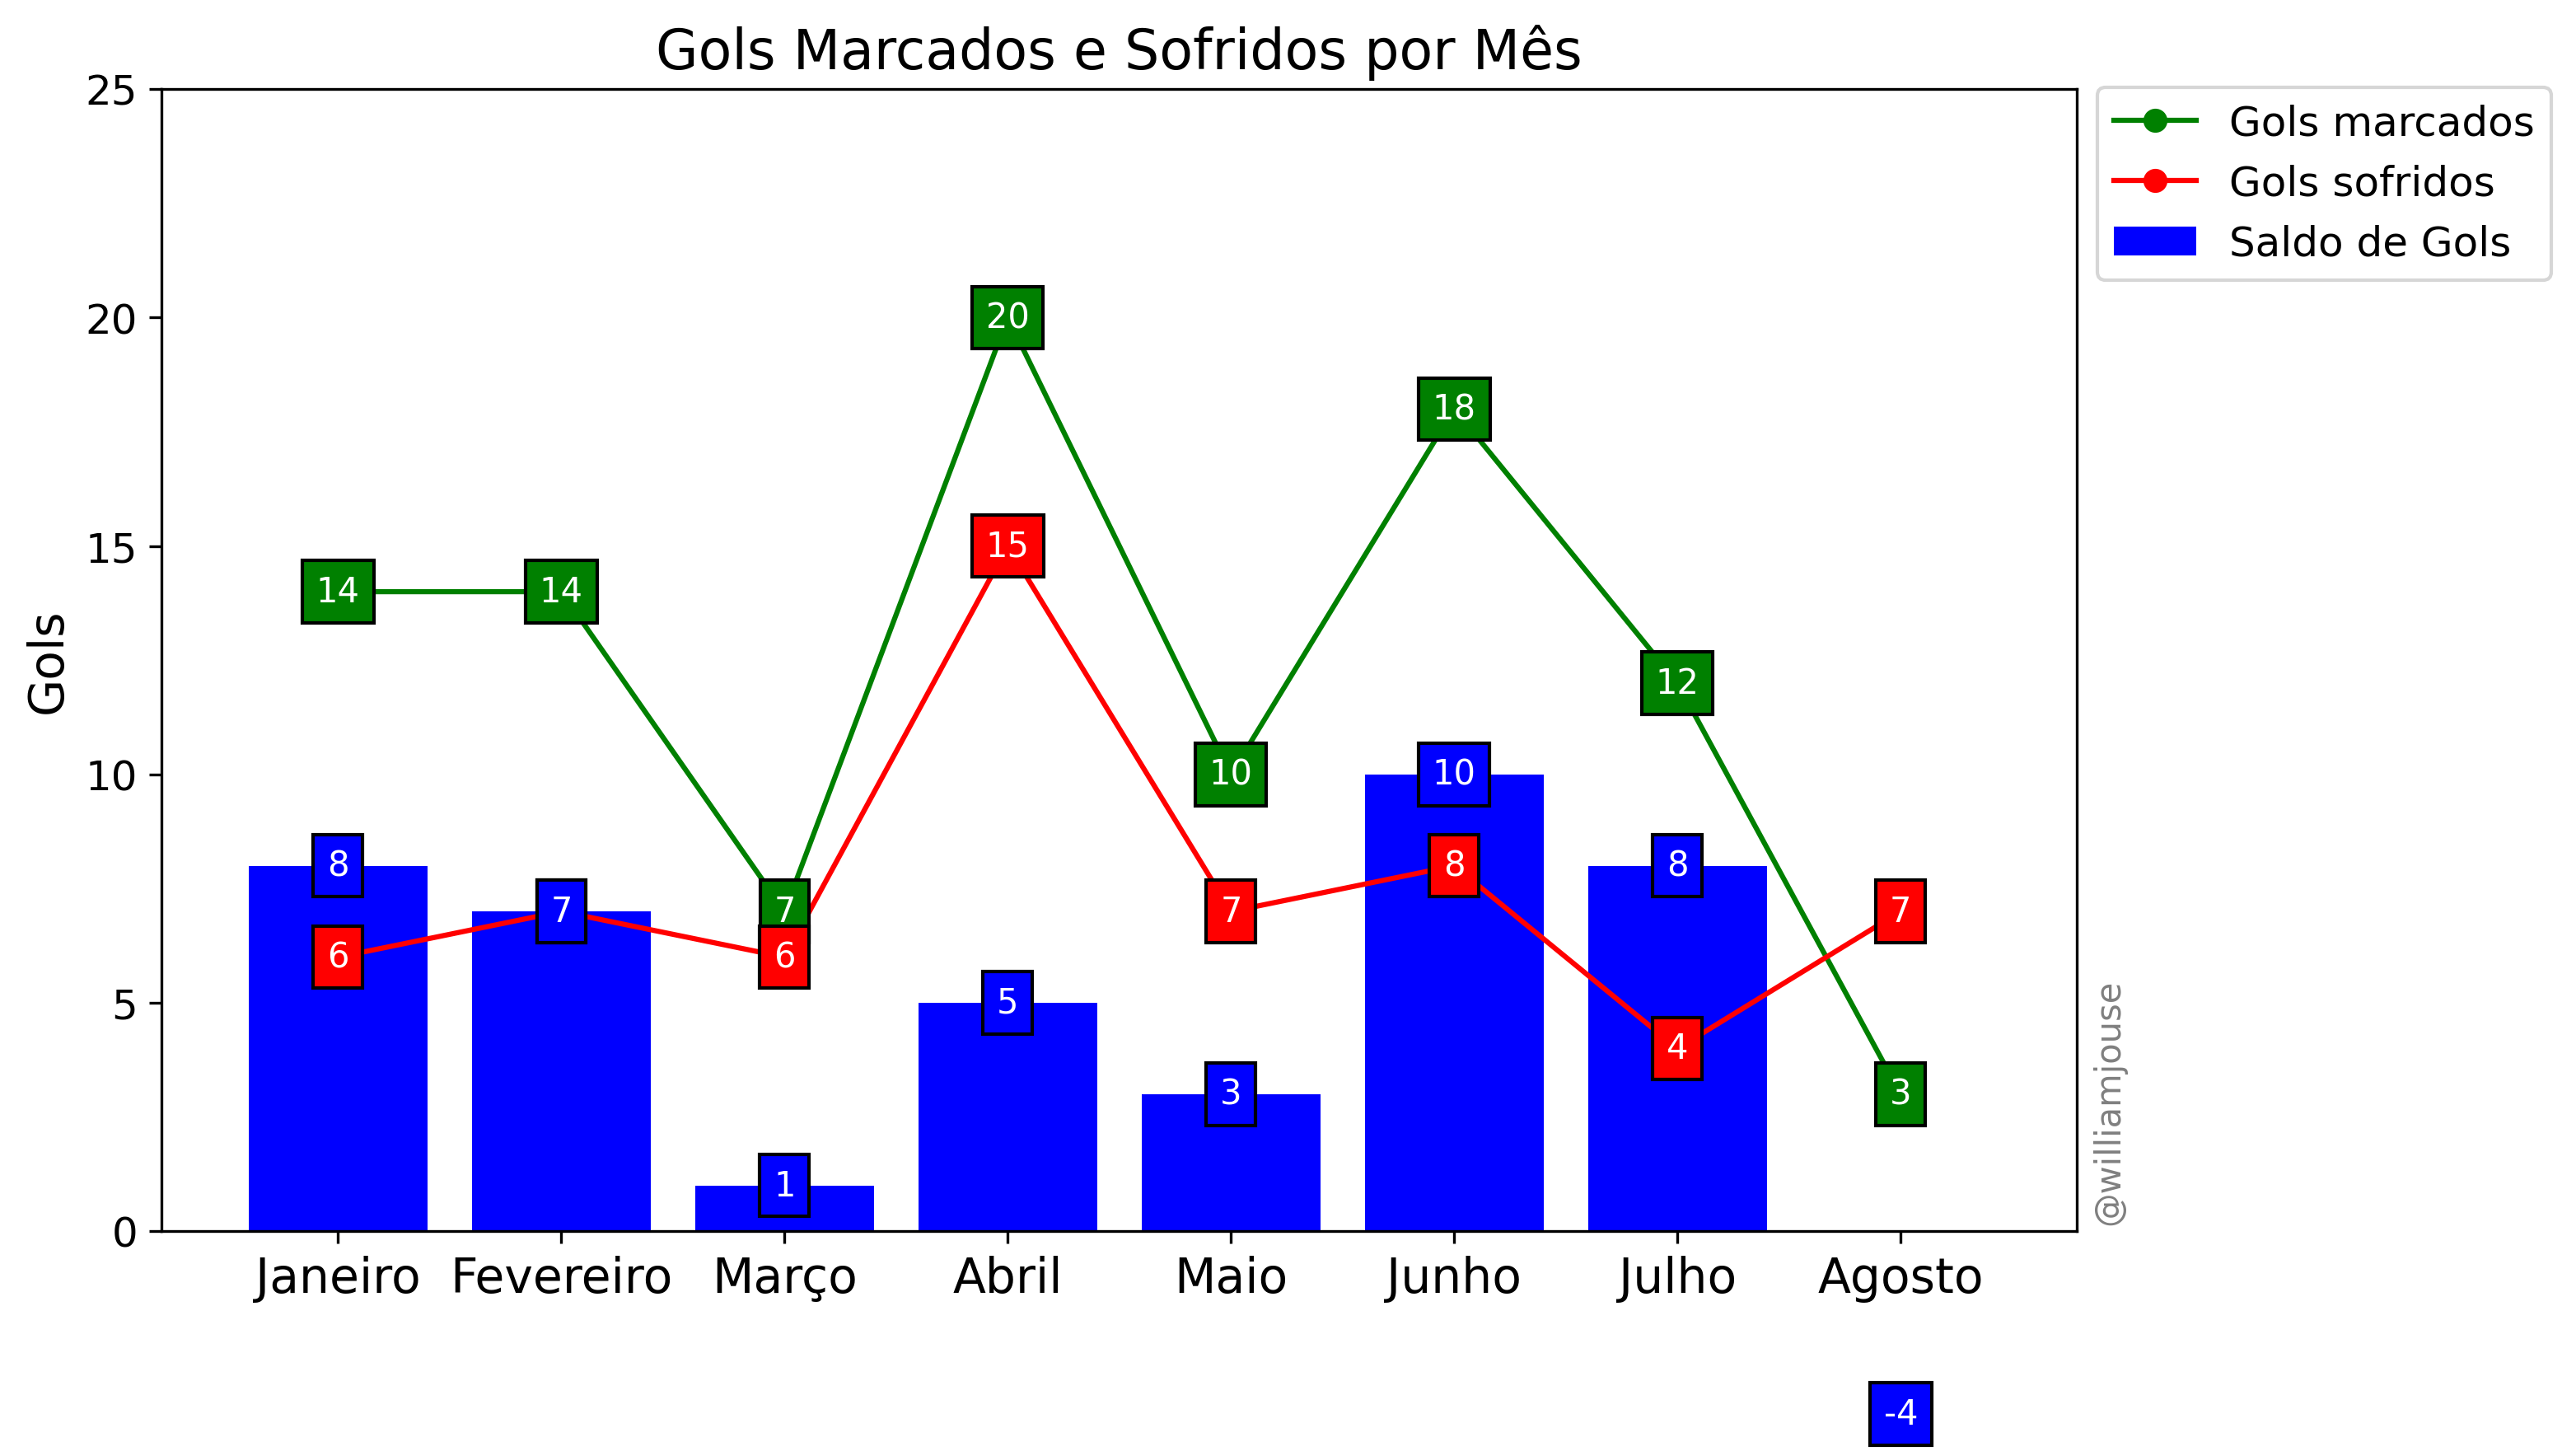 Gols Marcados e Sofridos por Mês
Gols marcados
Gols sofridos
Saldo de Gols
Gols
25
20
15
10
5
0
14
14
7
20
10
18
12
3
6
6
15
7
8
4
7
8
7
1
5
3
10
8
-4
Janeiro
Fevereiro
Março
Abril
Maio
Junho
Julho
Agosto
@williamjouse